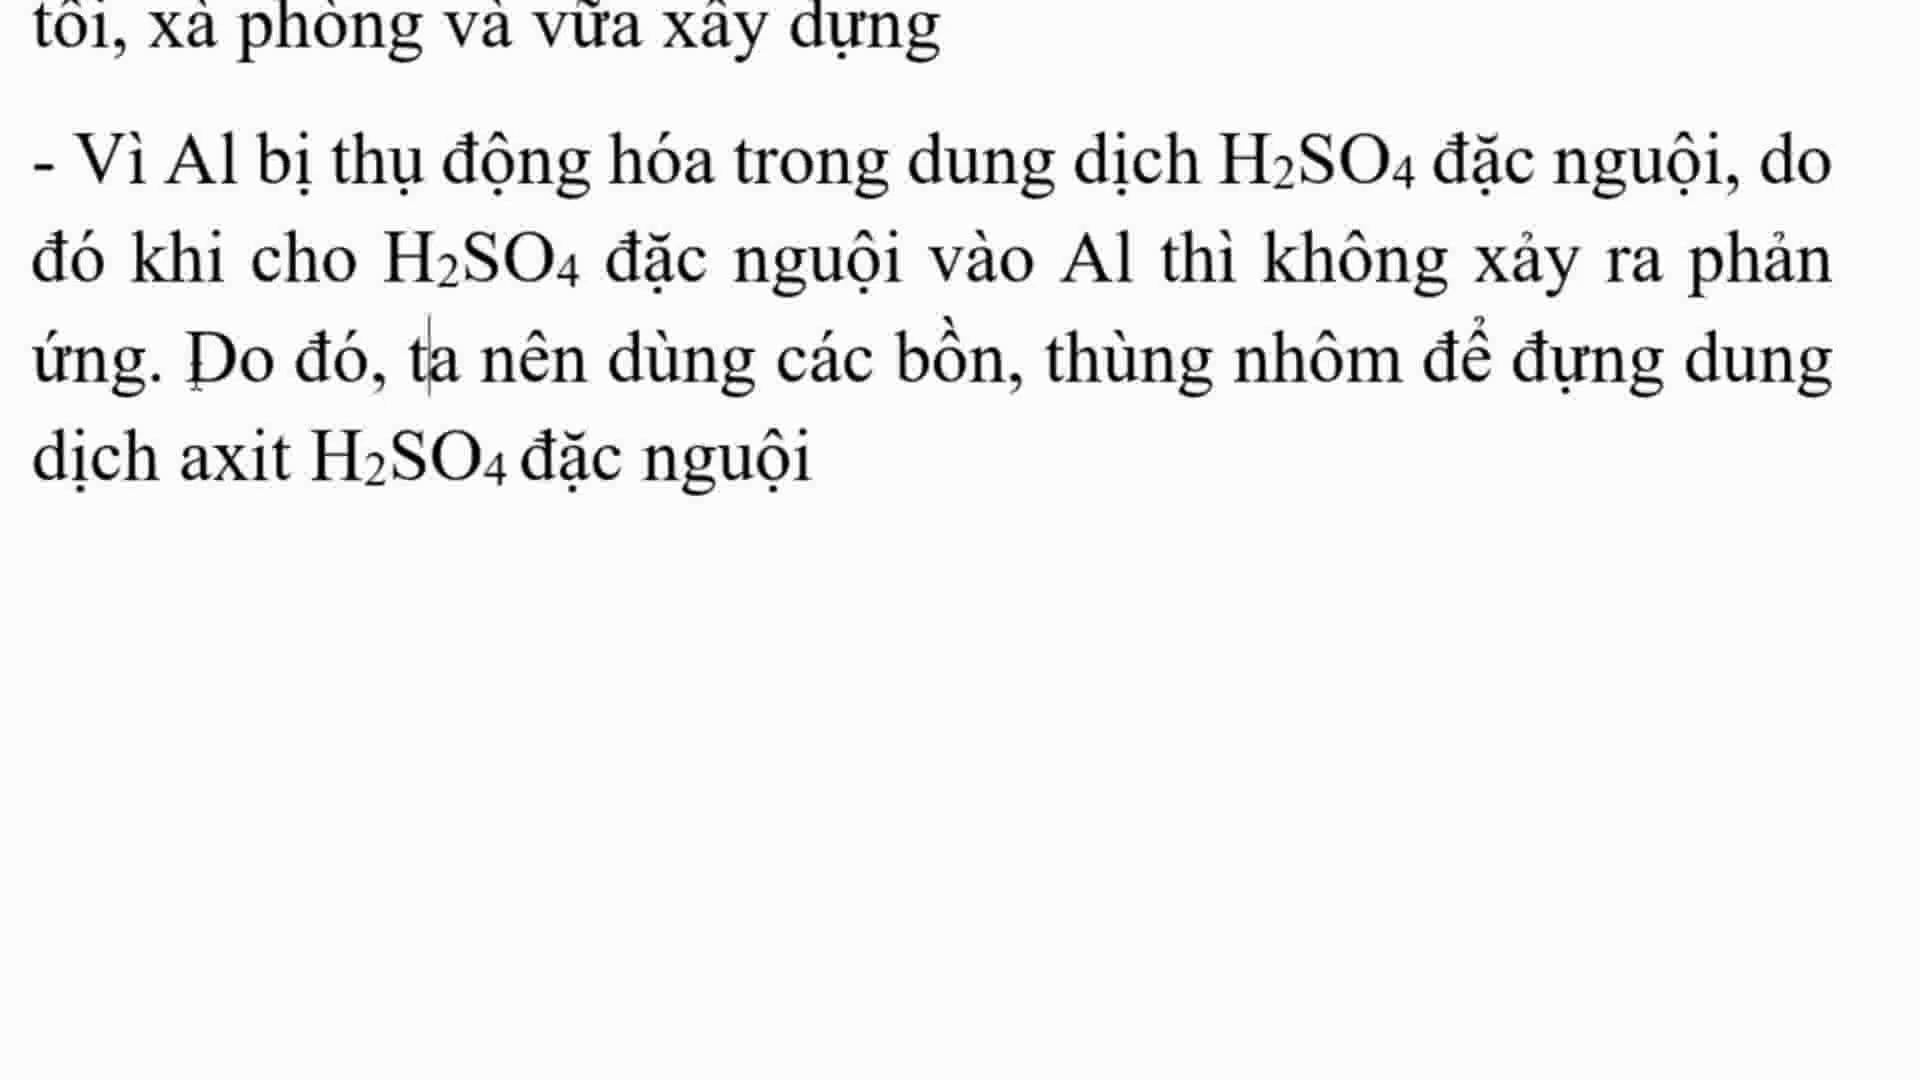 tôi, xà phòng và vữa xây dựng
- Vì Al bị thụ động hóa trong dung dịch H₂SO₄ đặc nguội, do
đó khi cho H₂SO₄ đặc nguội vào Al thì không xảy ra phản
ứng. Do đó, ta nên dùng các bồn, thùng nhôm để đựng dung
dịch axit H₂SO₄ đặc nguội